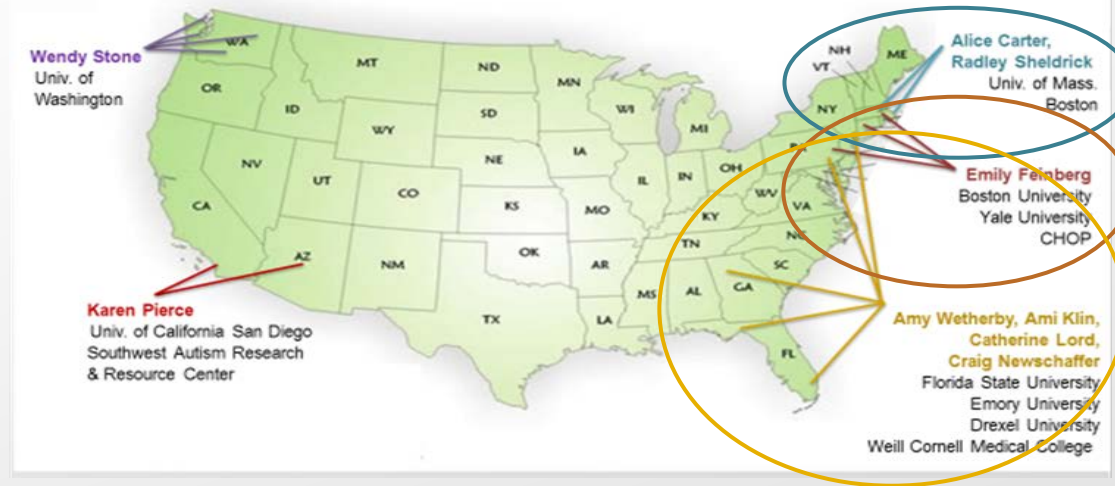 Wendy Stone
Univ. of
Washington
WA
OR
CA
NV
ID
MT
WY
UT
AZ
CO
NM
ND
SD
NE
KS
OK
TX
MN
IA
MO
AR
LA
WI
IL
MI
IN
OH
KY
TN
MS
AL
GA
FL
SC
NC
VA
WV
NY
VT
NH
ME
Alice Carter,
Radley Sheldrick
Univ. of Mass.
Boston
Emily Feinberg
Boston University
Yale University
CHOP
Karen Pierce
Univ. of California San Diego
Southwest Autism Research
& Resource Center
Amy Wetherby, Ami Klin,
Catherine Lord,
Craig Newschaffer
Florida State University
Emory University
Drexel University
Weill Cornell Medical College